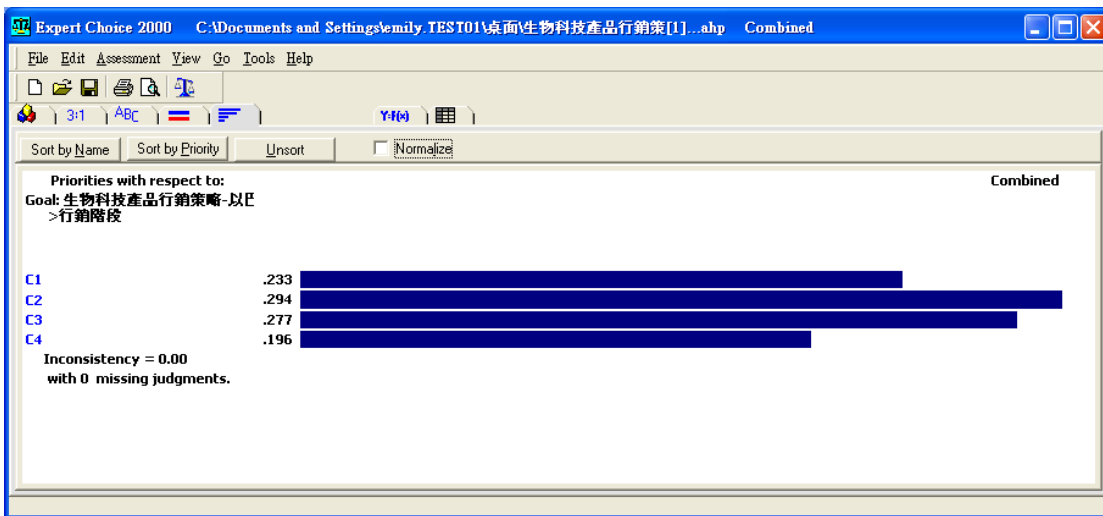 Expert Choice 2000 C:\Documents and Settings\emily.TEST01\桌面\生物科技產品行銷策[1]...ahp Combined
File Edit Assessment View Go Tools Help
3:1 ABC Y=f(x)
Sort by Name Sort by Priority Unsort Normalize
Priorities with respect to: Combined
Goal: 生物科技產品行銷策略-以巴
>行銷階段
C1 .233
C2 .294
C3 .277
C4 .196
Inconsistency = 0.00
with 0 missing judgments.